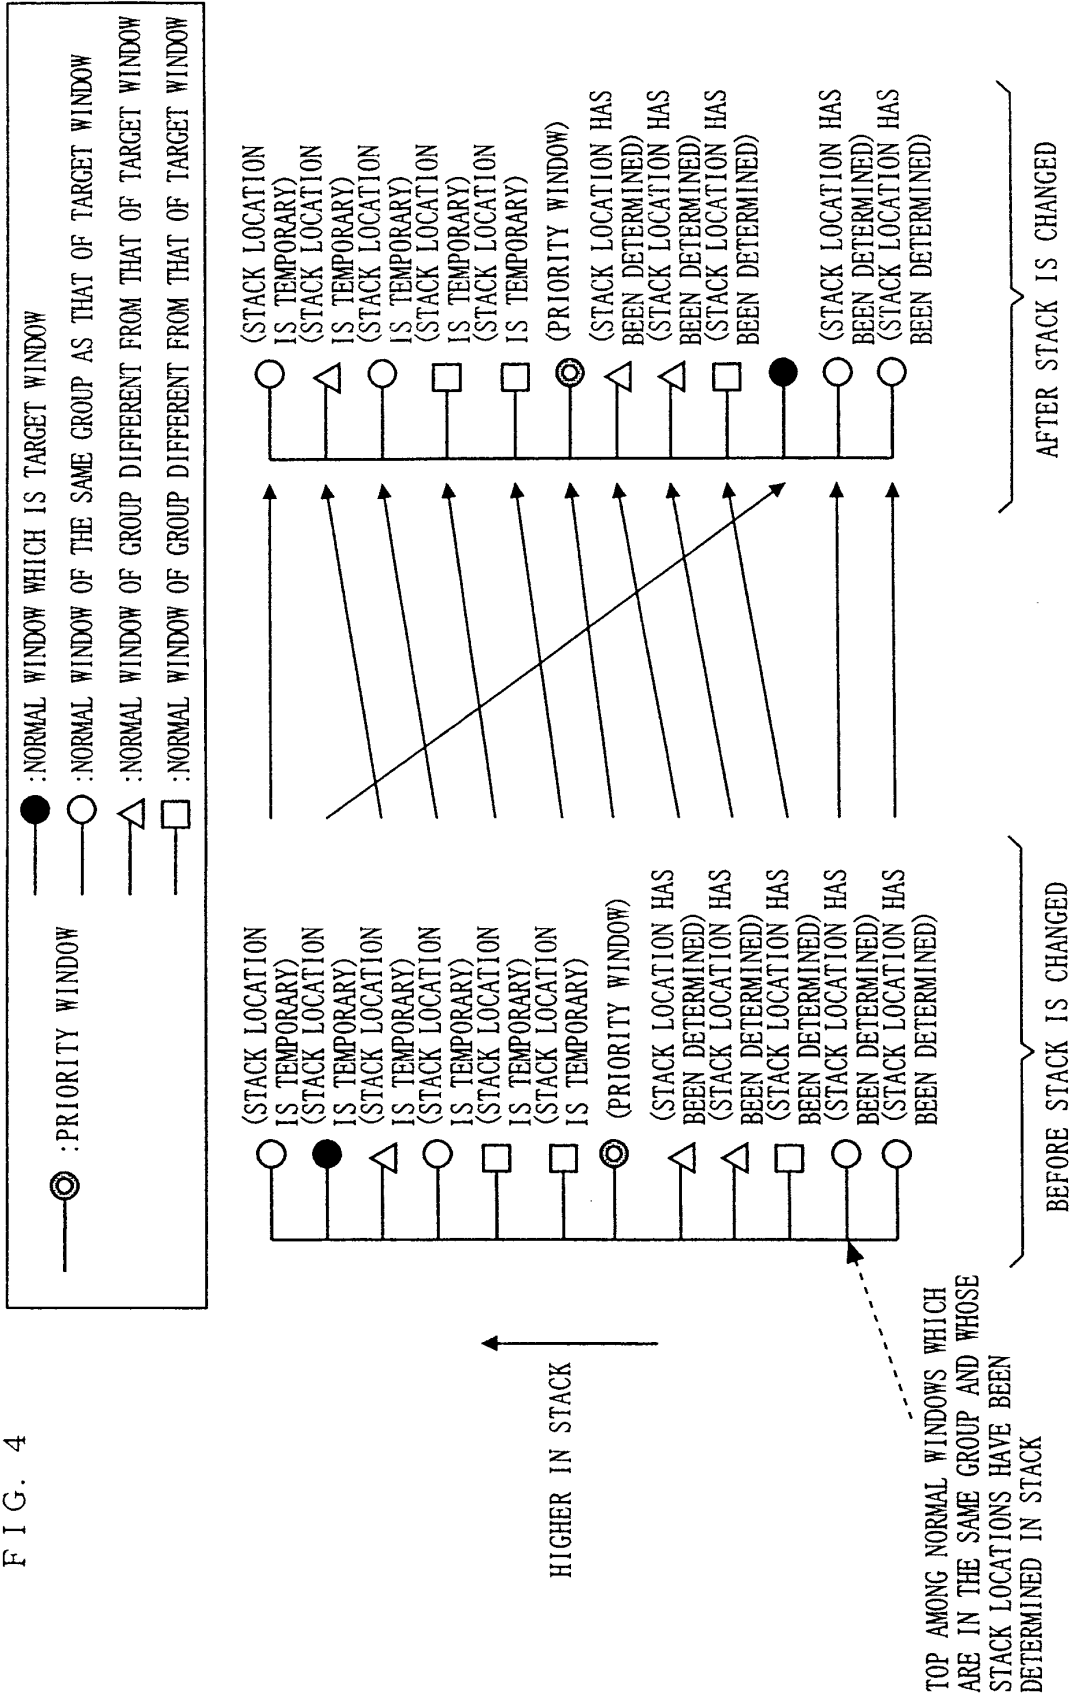 FIG. 4
:PRIORITY WINDOW
:NORMAL WINDOW WHICH IS TARGET WINDOW
:NORMAL WINDOW OF THE SAME GROUP AS THAT OF TARGET WINDOW
:NORMAL WINDOW OF GROUP DIFFERENT FROM THAT OF TARGET WINDOW
:NORMAL WINDOW OF GROUP DIFFERENT FROM THAT OF TARGET WINDOW
HIGHER IN STACK
TOP AMONG NORMAL WINDOWS WHICH
ARE IN THE SAME GROUP AND WHOSE
STACK LOCATIONS HAVE BEEN
DETERMINED IN STACK
(STACK LOCATION
IS TEMPORARY)
(STACK LOCATION
IS TEMPORARY)
(STACK LOCATION
IS TEMPORARY)
(STACK LOCATION
IS TEMPORARY)
(STACK LOCATION
IS TEMPORARY)
(STACK LOCATION
IS TEMPORARY)
(PRIORITY WINDOW)
(STACK LOCATION HAS
BEEN DETERMINED)
(STACK LOCATION HAS
BEEN DETERMINED)
(STACK LOCATION HAS
BEEN DETERMINED)
(STACK LOCATION HAS
BEEN DETERMINED)
(STACK LOCATION HAS
BEEN DETERMINED)
BEFORE STACK IS CHANGED
(STACK LOCATION
IS TEMPORARY)
(STACK LOCATION
IS TEMPORARY)
(STACK LOCATION
IS TEMPORARY)
(STACK LOCATION
IS TEMPORARY)
(STACK LOCATION
IS TEMPORARY)
(PRIORITY WINDOW)
(STACK LOCATION HAS
BEEN DETERMINED)
(STACK LOCATION HAS
BEEN DETERMINED)
(STACK LOCATION HAS
BEEN DETERMINED)
(STACK LOCATION HAS
BEEN DETERMINED)
(STACK LOCATION HAS
BEEN DETERMINED)
AFTER STACK IS CHANGED